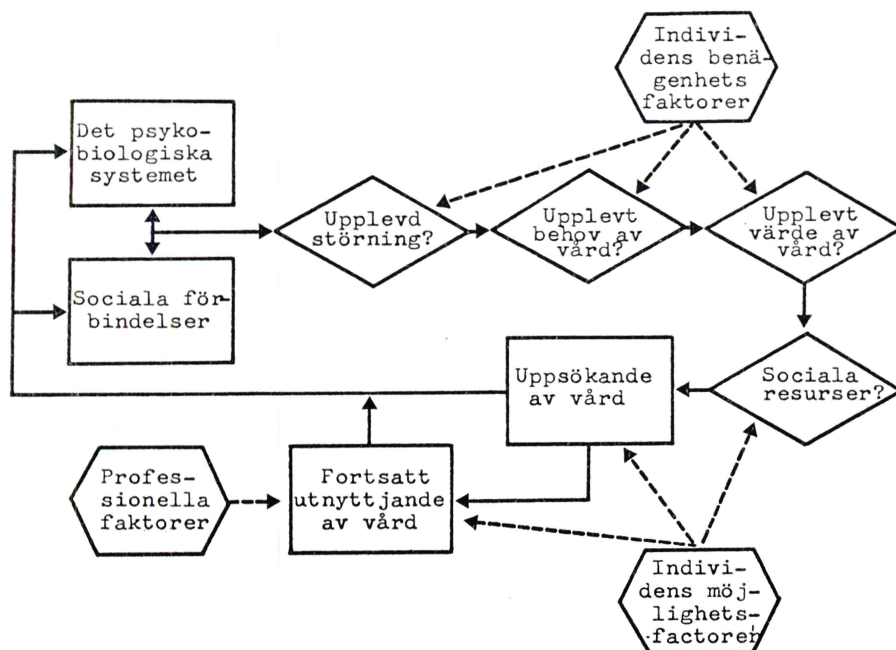 Indivi-
dens benä-
genhets
faktorer
Det psyko-
biologiska
systemet
Upplevd
störning?
Upplevt
behov av
vård?
Upplevt
värde av
vård?
Sociala för-
bindelser
Uppsökande
av vård
Sociala
resurser?
Profes-
sionella
faktorer
Fortsatt
utnyttjande
av vård
Indivi-
dens möj-
lighets-
factorer